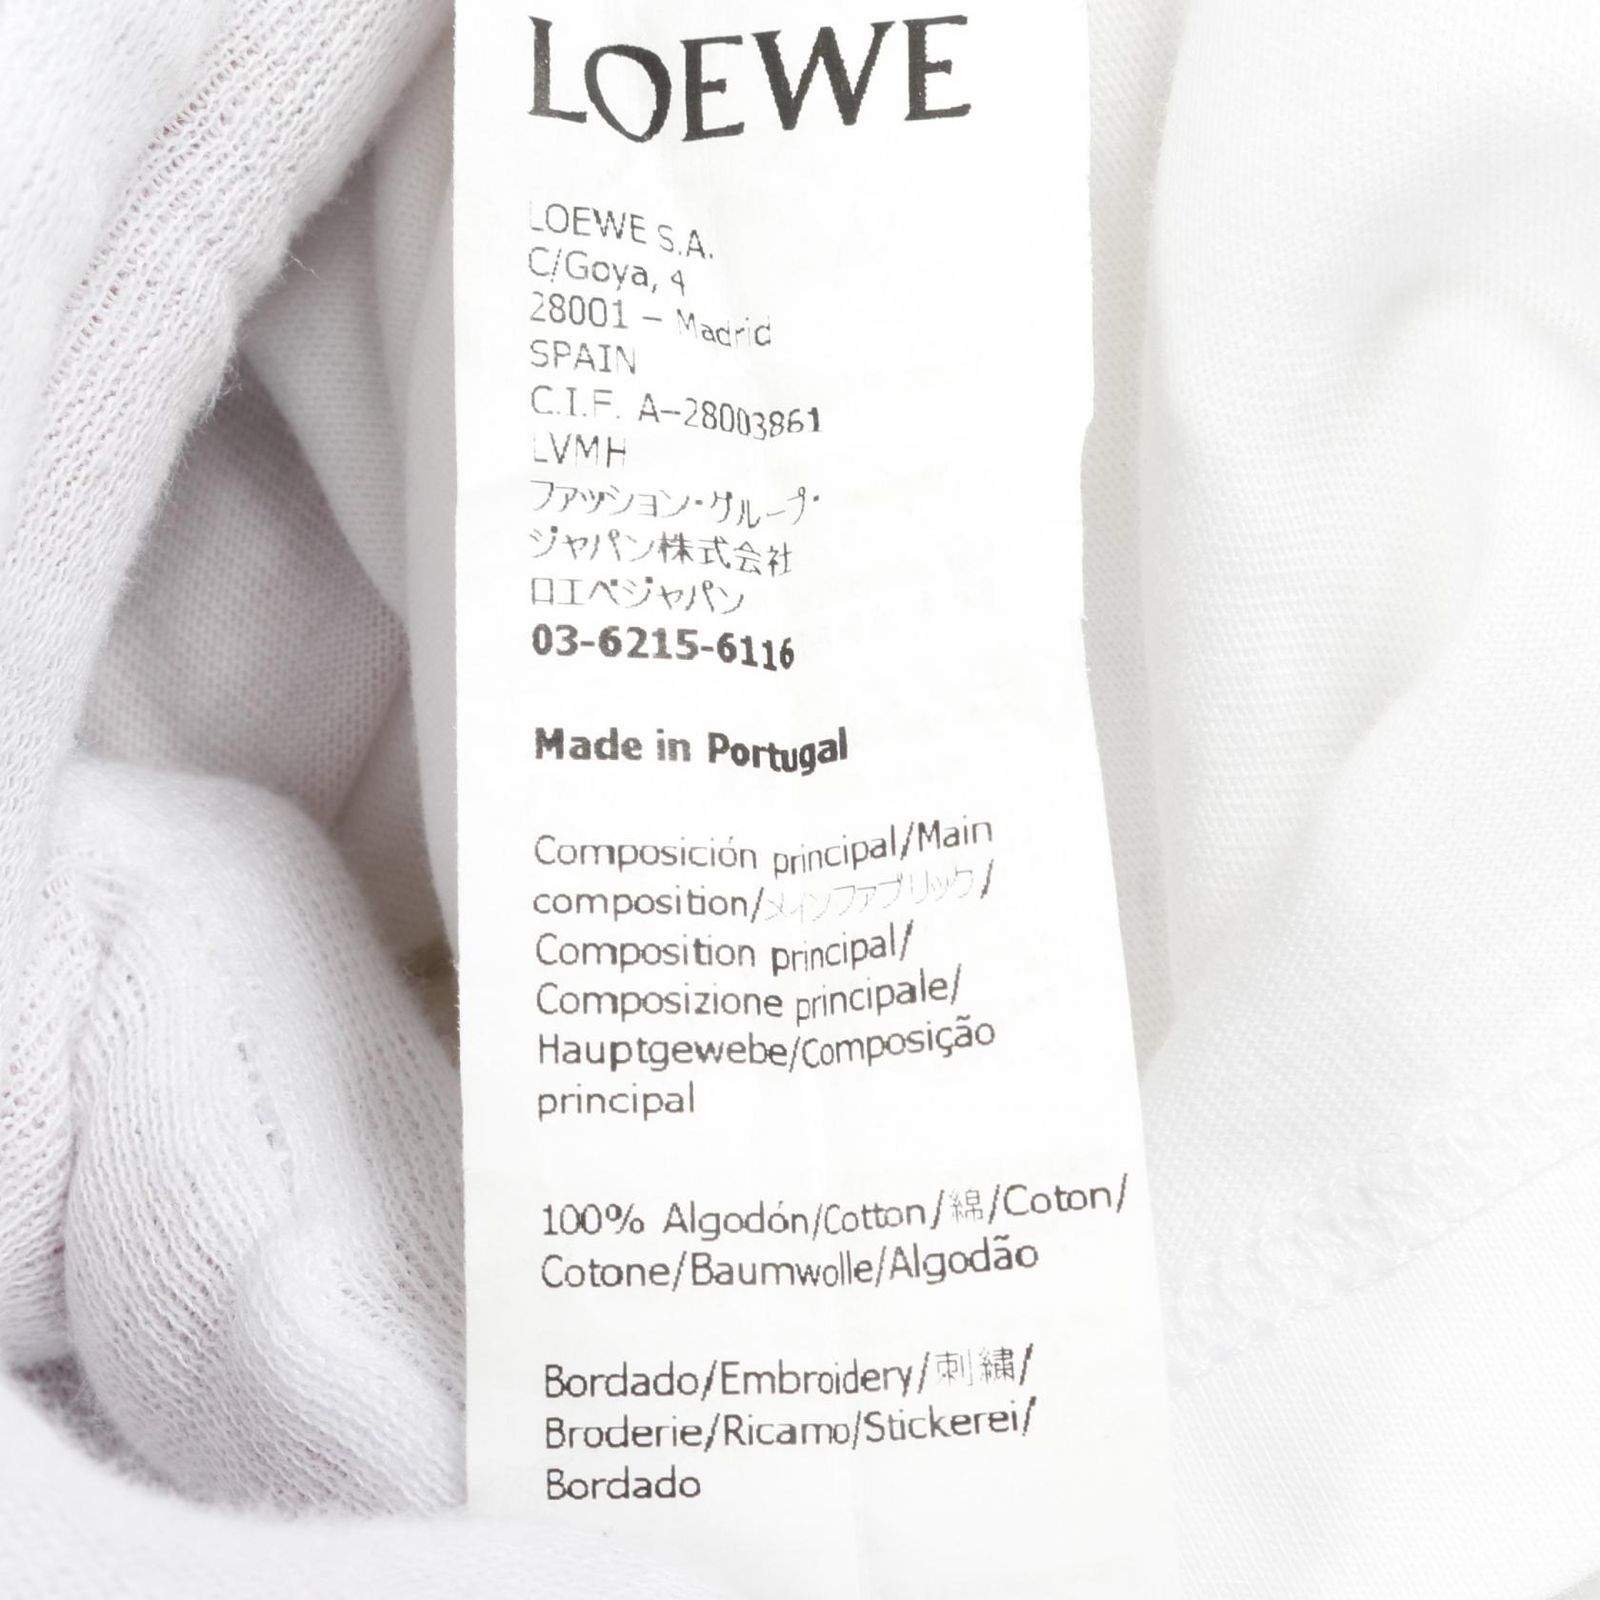 LOEWE
LOEWE S.A.
C/Goya, 4
28001 – Madrid
SPAIN
C.I.F. A-28003861
LVMH
ファッション・グループ・
ジャパン株式会社
ロエベジャパン
03-6215-6116
Made in Portugal
Composición principal/Main
composition/メインファブリック/
Composition principal/
Composizione principale/
Hauptgewebe/Composição
principal
100% Algodón/Cotton/綿/Coton/
Cotone/Baumwolle/Algodão
Bordado/Embroidery/刺繍/
Broderie/Ricamo/Stickerei/
Bordado